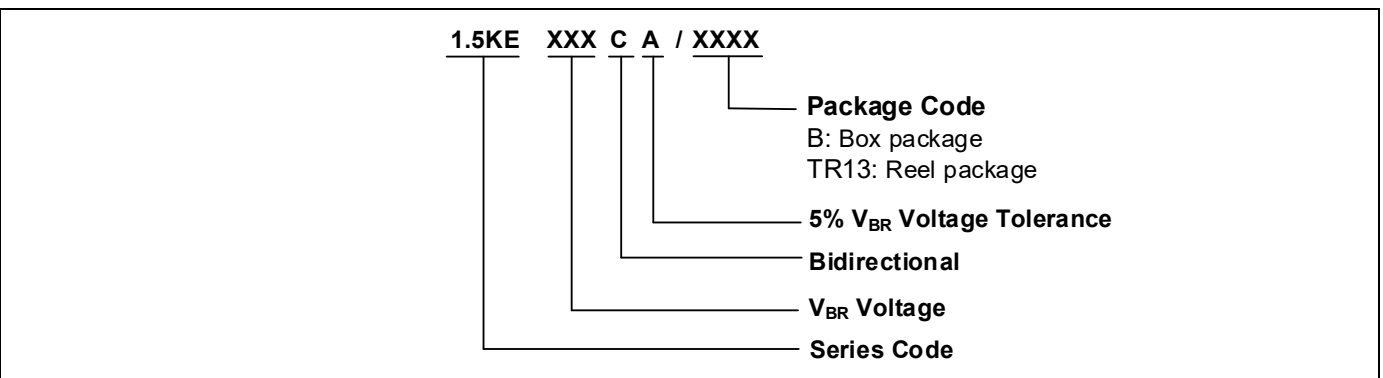 1.5KE XXX C A / XXXX
Package Code
B: Box package
TR13: Reel package
5% VBR Voltage Tolerance
Bidirectional
VBR Voltage
Series Code